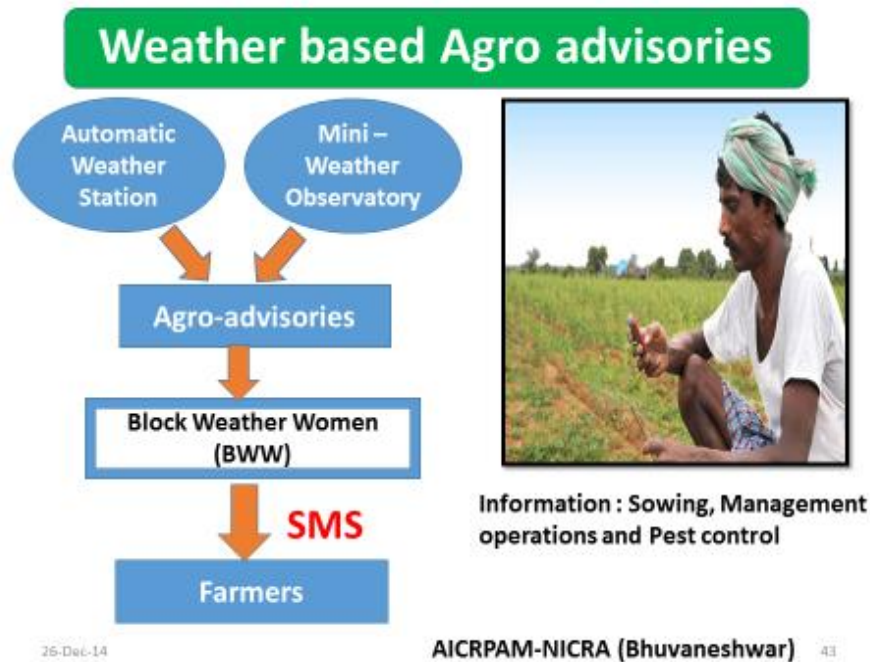 Weather based Agro advisories
Automatic
Weather
Station
Mini –
Weather
Observatory
Agro-advisories
Block Weather Women
(BWW)
SMS
Farmers
Information : Sowing, Management
operations and Pest control
26-Dec-14
AICRPAM-NICRA (Bhuvaneshwar)
43